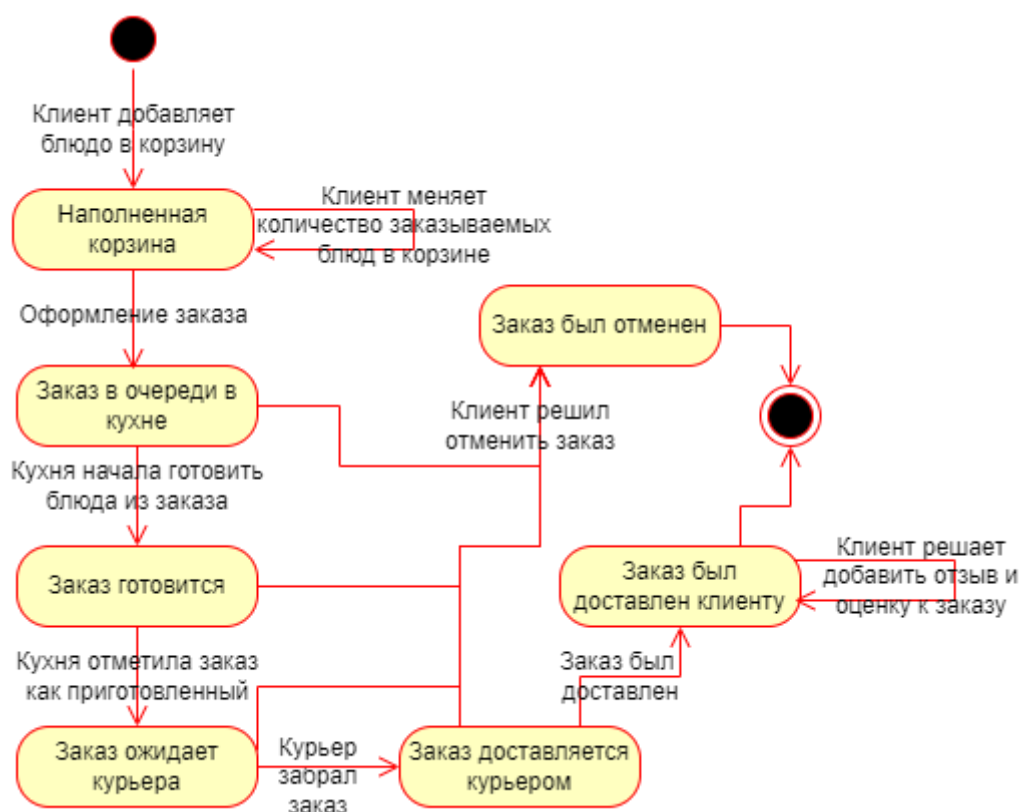 Клиент добавляет
блюдо в корзину
Наполненная
корзина
Клиент меняет
количество заказываемых
блюд в корзине
Оформление заказа
Заказ был отменен
Заказ в очереди в
кухне
Клиент решил
отменить заказ
Кухня начала готовить
блюда из заказа
Заказ готовится
Заказ был
доставлен клиенту
Клиент решает
добавить отзыв и
оценку к заказу
Кухня отметила заказ
как приготовленный
Заказ был
доставлен
Заказ ожидает
курьера
Курьер
забрал
заказ
Заказ доставляется
курьером